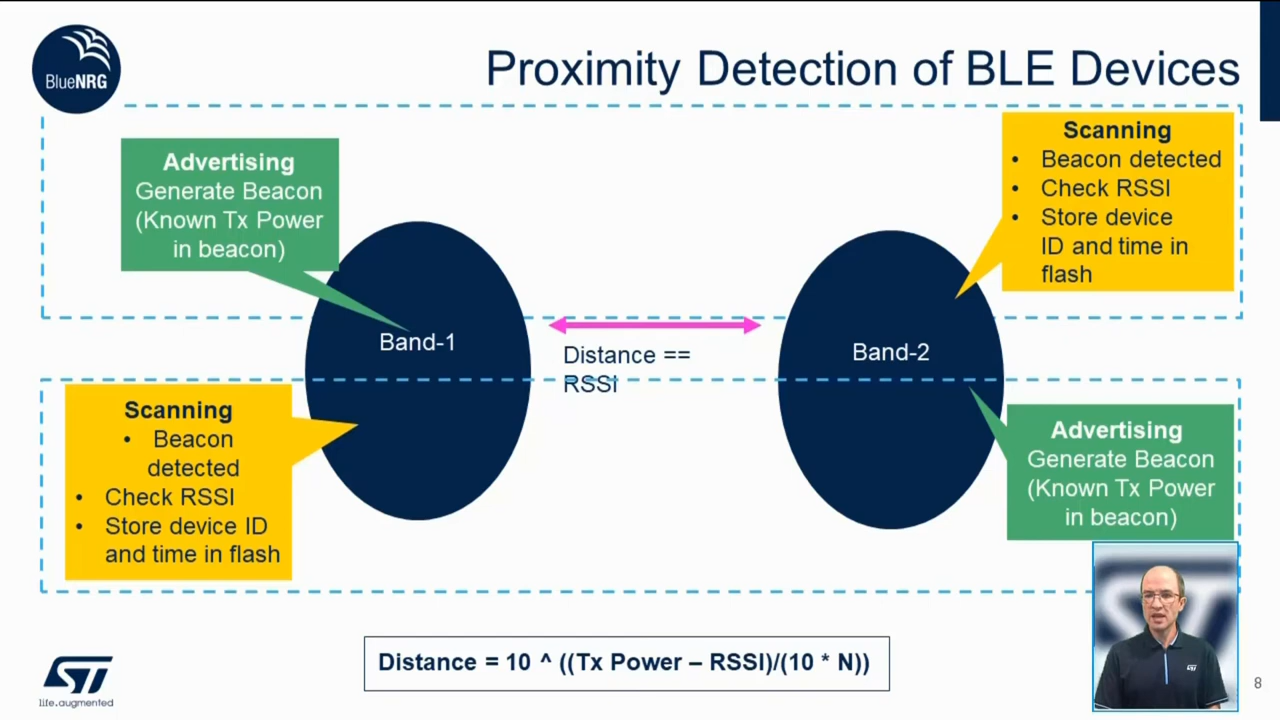 BlueNRG
Proximity Detection of BLE Devices
Advertising
Generate Beacon
(Known Tx Power
in beacon)
Scanning
• Beacon detected
• Check RSSI
• Store device
ID and time in
flash
Band-1
Distance ==
RSSI
Band-2
Scanning
• Beacon
detected
• Check RSSI
• Store device ID
and time in flash
Advertising
Generate Beacon
(Known Tx Power
in beacon)
Distance = 10 ^ ((Tx Power – RSSI)/(10 * N))
ST
life.augmented
ST
ST
8